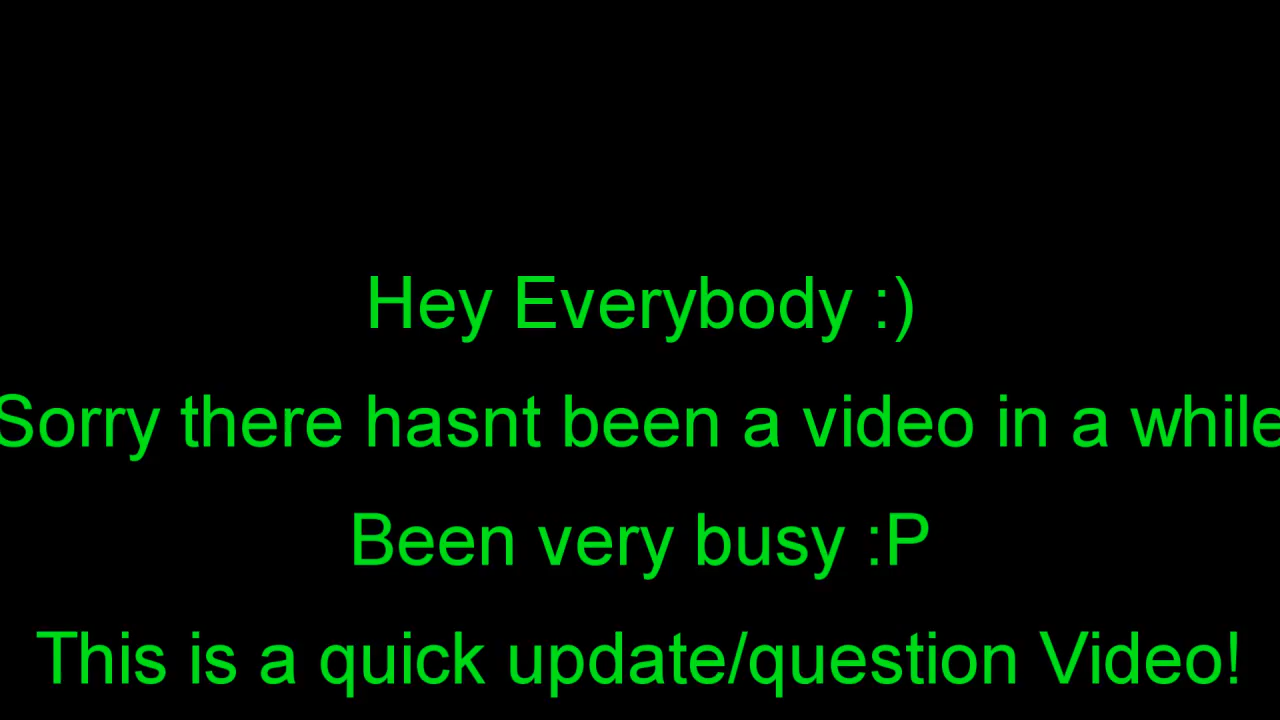 Hey Everybody :)
Sorry there hasnt been a video in a while
Been very busy :P
This is a quick update/question Video!